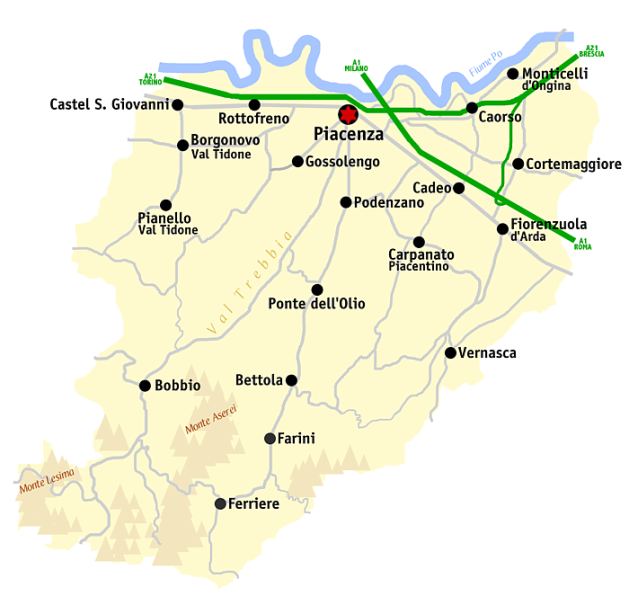 Fiume Po
A21
BRESCIA
A1
MILANO
A21
TORINO
Monticelli
d'Ongina
Castel S. Giovanni
Rottofreno
Caorso
Piacenza
Borgonovo
Val Tidone
Gossolengo
Cortemaggiore
Cadeo
Podenzano
Pianello
Val Tidone
Fiorenzuola
d'Arda
A1
ROMA
Carpanato
Piacentino
Val Trebbia
Ponte dell'Olio
Vernasca
Bobbio
Bettola
Monte Aserei
Farini
Monte Lesima
Ferriere